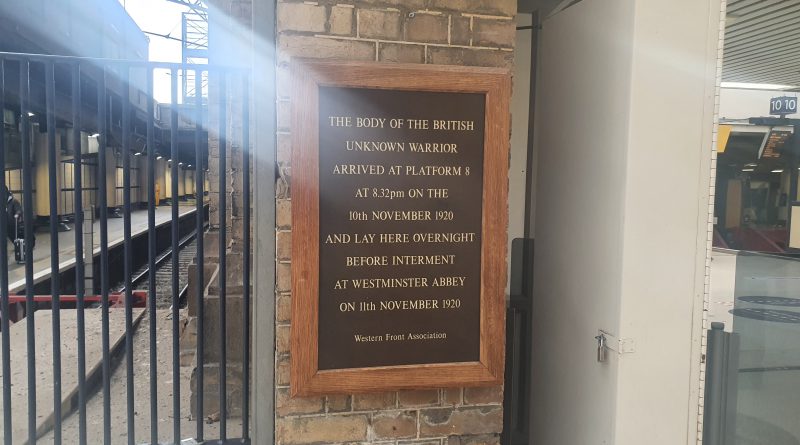 THE BODY OF THE BRITISH
UNKNOWN WARRIOR
ARRIVED AT PLATFORM 8
AT 8.32pm ON THE
10th NOVEMBER 1920
AND LAY HERE OVERNIGHT
BEFORE INTERMENT
AT WESTMINSTER ABBEY
ON 11th NOVEMBER 1920
Western Front Association
10 10